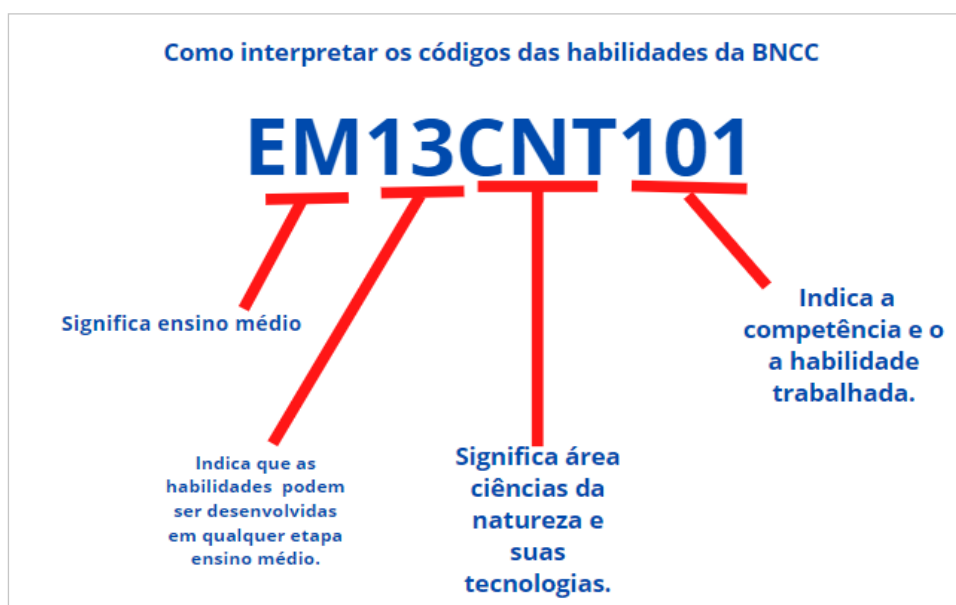 Como interpretar os códigos das habilidades da BNCC
EM13CNT101
Significa ensino médio
Indica que as
habilidades podem
ser desenvolvidas
em qualquer etapa
ensino médio.
Significa área
ciências da
natureza e
suas
tecnologias.
Indica a
competência e o
a habilidade
trabalhada.